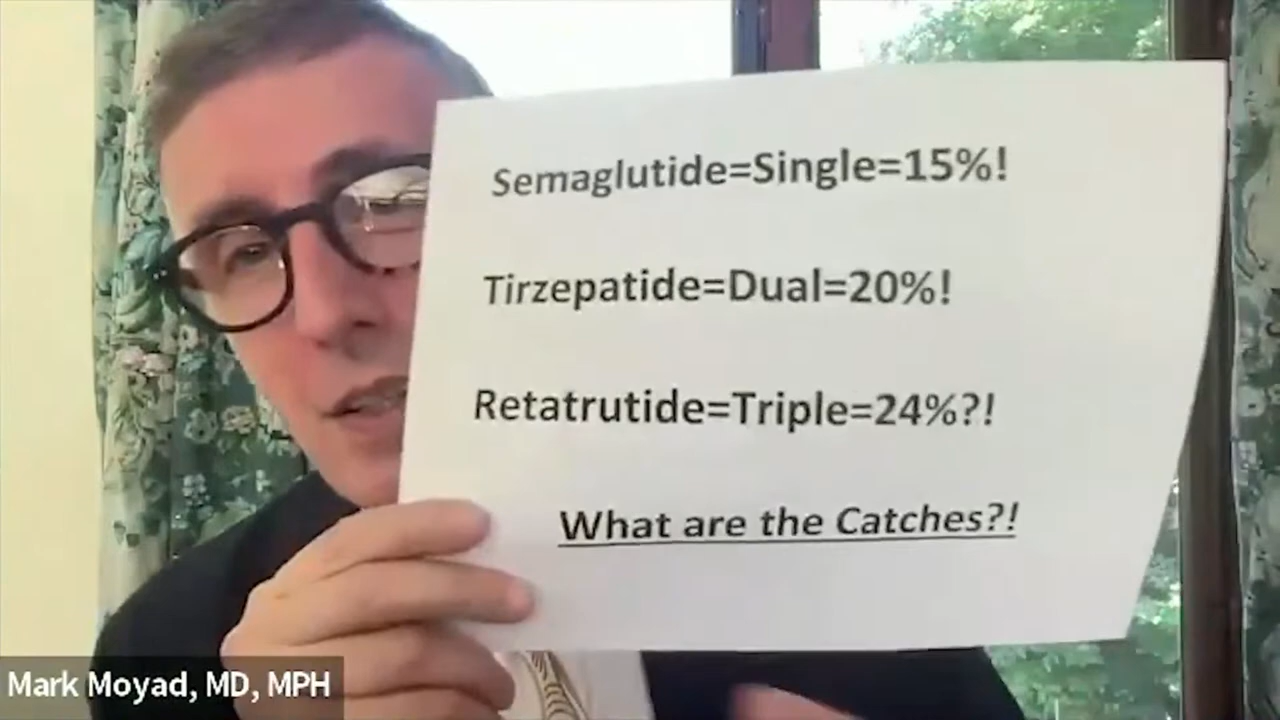 Semaglutide=Single=15%!
Tirzepatide=Dual=20%!
Retatrutide=Triple=24%?!
What are the Catches?!
Mark Moyad, MD, MPH